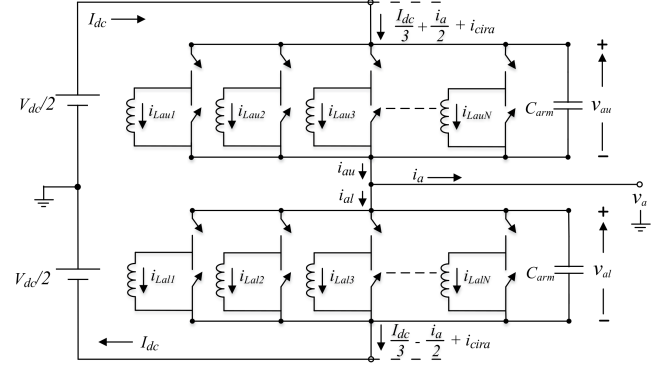 I_dc
I_dc/3 + i_a/2 + i_cira
V_dc/2
i_Lau1
i_Lau2
i_Lau3
i_LauN
C_arm
+
v_au
−
i_au
i_a
i_al
v_a
V_dc/2
i_Lal1
i_Lal2
i_Lal3
i_LalN
C_arm
+
v_al
−
I_dc
I_dc/3 - i_a/2 + i_cira